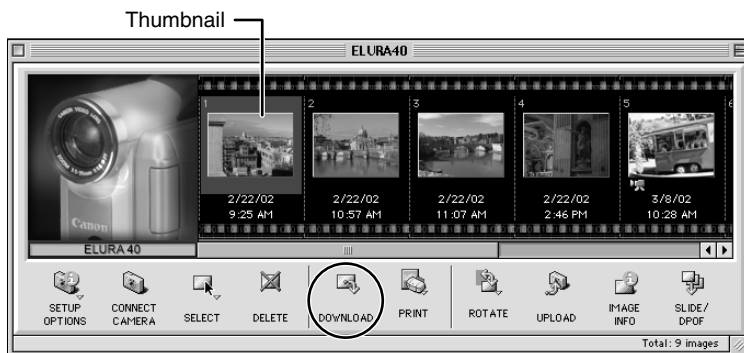 Thumbnail
ELURA40
1 2 3 4 5 6
2/22/02 2/22/02 2/22/02 2/22/02 3/8/02
9:25 AM 10:57 AM 11:07 AM 2:46 PM 10:28 AM
Canon
ELURA 40
SETUP OPTIONS
CONNECT CAMERA
SELECT
DELETE
DOWNLOAD
PRINT
ROTATE
UPLOAD
IMAGE INFO
SLIDE/ DPOF
Total: 9 images